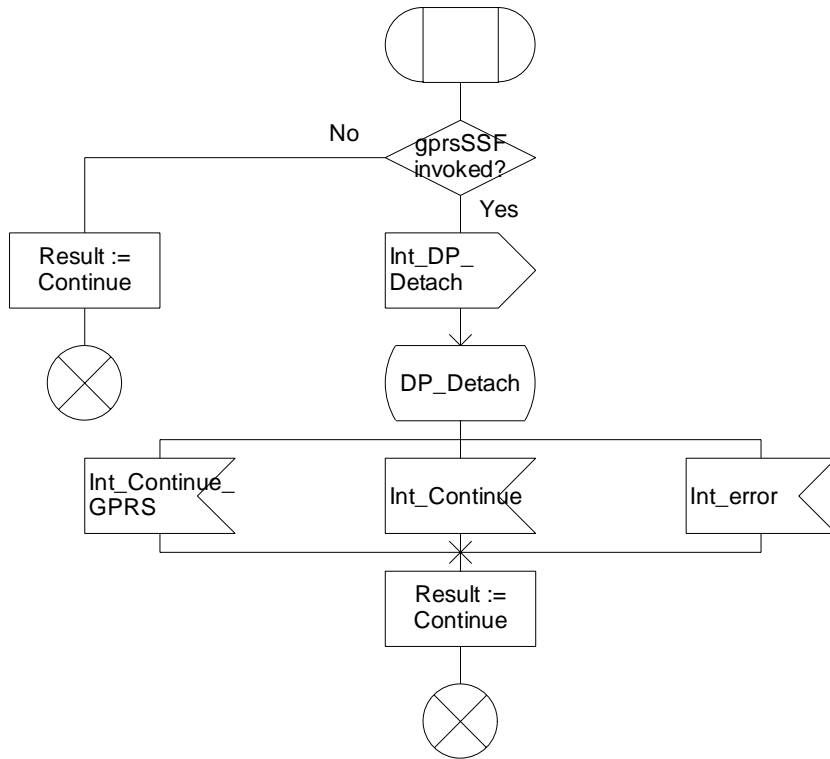 No
gprsSSF
invoked?
Yes
Result :=
Continue
Int_DP_
Detach
DP_Detach
Int_Continue_
GPRS
Int_Continue
Int_error
Result :=
Continue